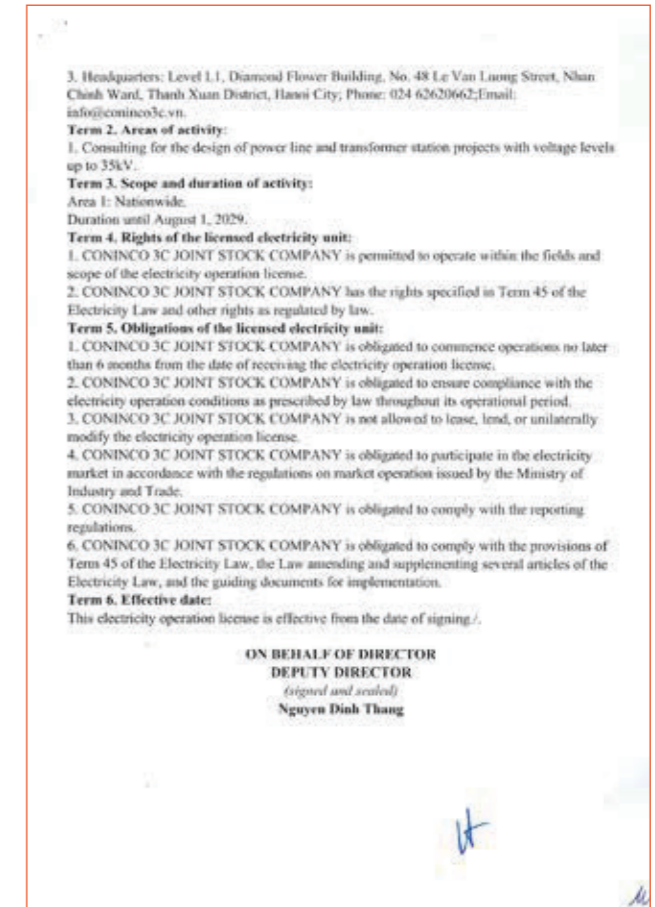 3. Headquarters: Level L1, Diamond Flower Building, No. 48 Le Van Luong Street, Nhan
Chinh Ward, Thanh Xuan District, Hanoi City; Phone: 024 62620662;Email:
info@coninco3c.vn.
Term 2. Areas of activity:
1. Consulting for the design of power line and transformer station projects with voltage levels
up to 35kV.
Term 3. Scope and duration of activity:
Area 1: Nationwide.
Duration until August 1, 2029.
Term 4. Rights of the licensed electricity unit:
1. CONINCO 3C JOINT STOCK COMPANY is permitted to operate within the fields and
scope of the electricity operation license.
2. CONINCO 3C JOINT STOCK COMPANY has the rights specified in Term 45 of the
Electricity Law and other rights as regulated by law.
Term 5. Obligations of the licensed electricity unit:
1. CONINCO 3C JOINT STOCK COMPANY is obligated to commence operations no later
than 6 months from the date of receiving the electricity operation license.
2. CONINCO 3C JOINT STOCK COMPANY is obligated to ensure compliance with the
electricity operation conditions as prescribed by law throughout its operational period.
3. CONINCO 3C JOINT STOCK COMPANY is not allowed to lease, lend, or unilaterally
modify the electricity operation license.
4. CONINCO 3C JOINT STOCK COMPANY is obligated to participate in the electricity
market in accordance with the regulations on market operation issued by the Ministry of
Industry and Trade.
5. CONINCO 3C JOINT STOCK COMPANY is obligated to comply with the reporting
regulations.
6. CONINCO 3C JOINT STOCK COMPANY is obligated to comply with the provisions of
Term 45 of the Electricity Law, the Law amending and supplementing several articles of the
Electricity Law, and the guiding documents for implementation.
Term 6. Effective date:
This electricity operation license is effective from the date of signing./.
ON BEHALF OF DIRECTOR
DEPUTY DIRECTOR
(signed and sealed)
Nguyen Dinh Thang